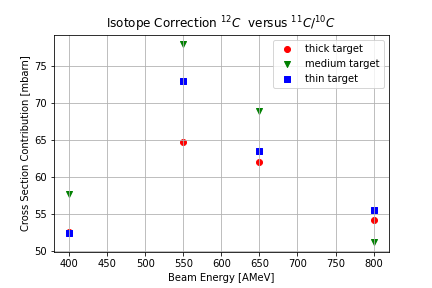 Isotope Correction ¹²C versus ¹¹C/¹⁰C
thick target
medium target
thin target
Cross Section Contribution [mbarn]
75
70
65
60
55
50
400 450 500 550 600 650 700 750 800
Beam Energy [AMeV]